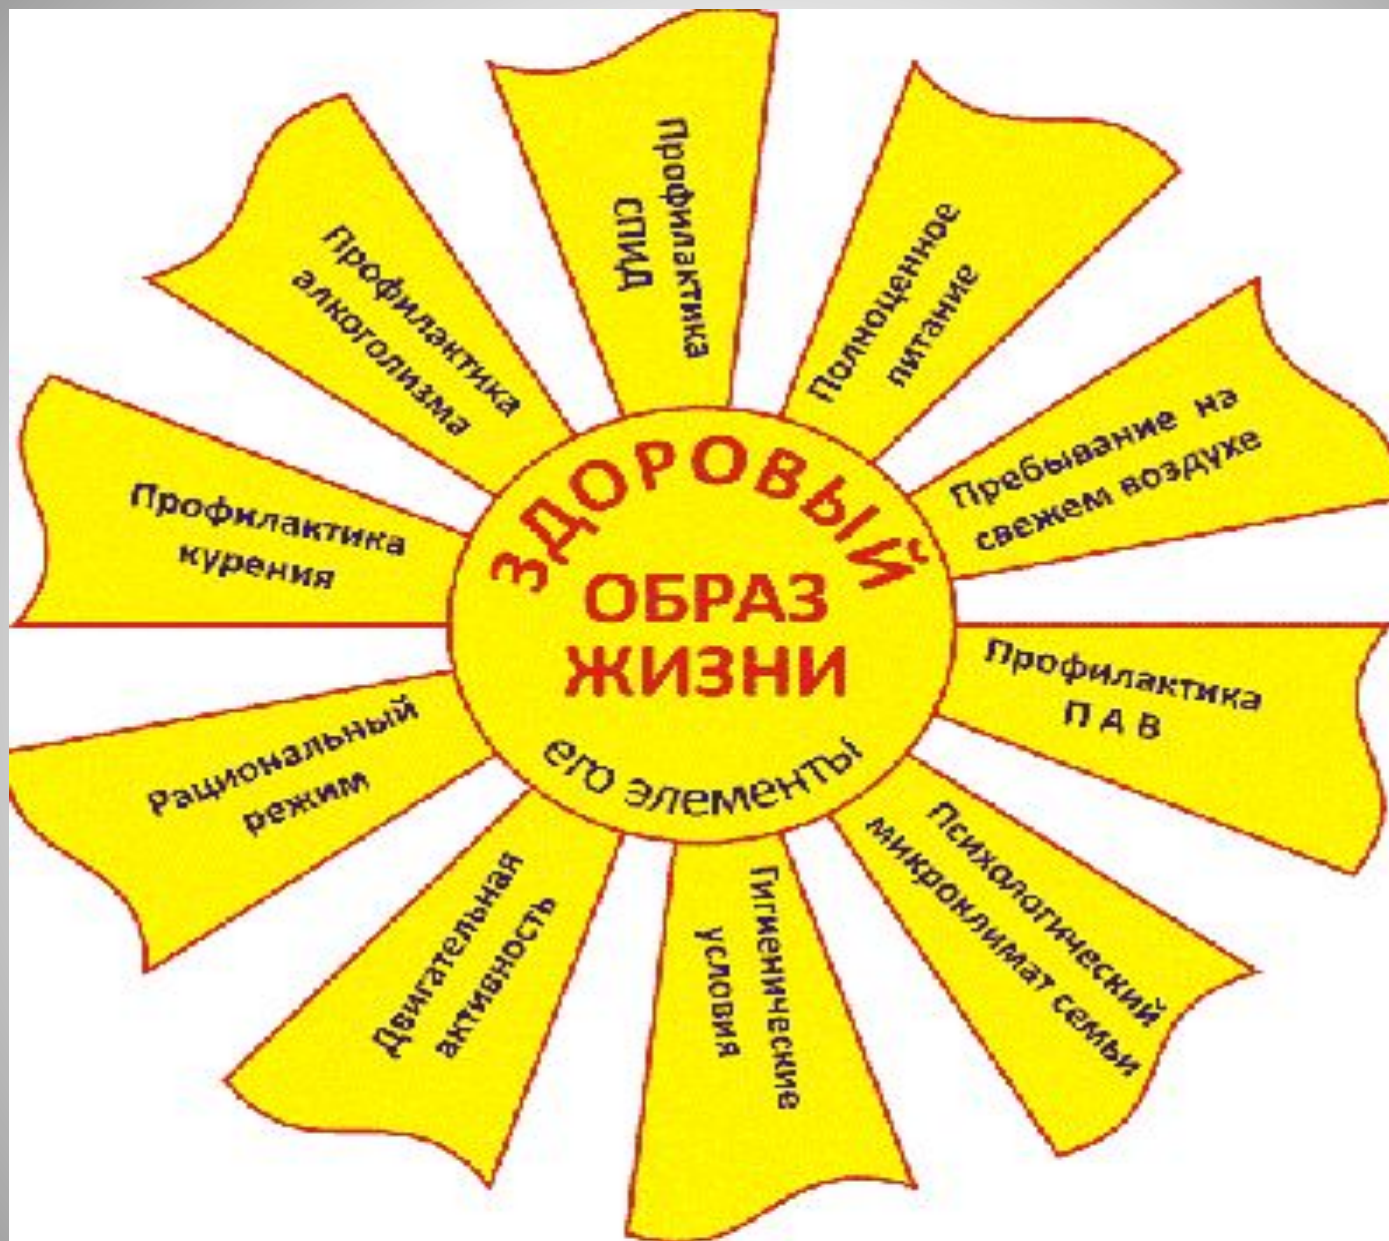 ЗДОРОВЫЙ
ОБРАЗ
ЖИЗНИ
его элементы
Профилактика
СПИД
Полноценное
питание
Пребывание на
свежем воздухе
Профилактика
П А В
Психологический
микроклимат семьи
Гигиенические
условия
Двигательная
активность
Рациональный
режим
Профилактика
курения
Профилактика
алкоголизма